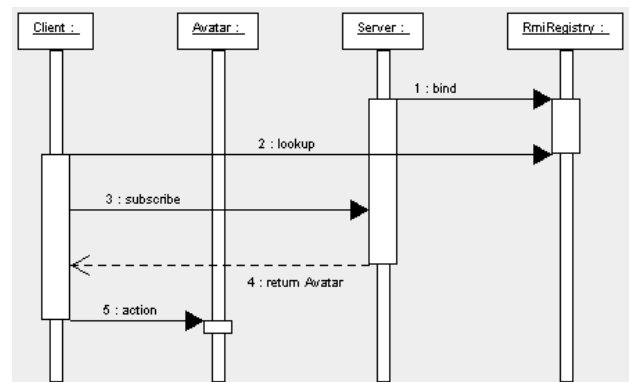 Client :
Avatar :
Server :
RmiRegistry :
1 : bind
2 : lookup
3 : subscribe
4 : return Avatar
5 : action